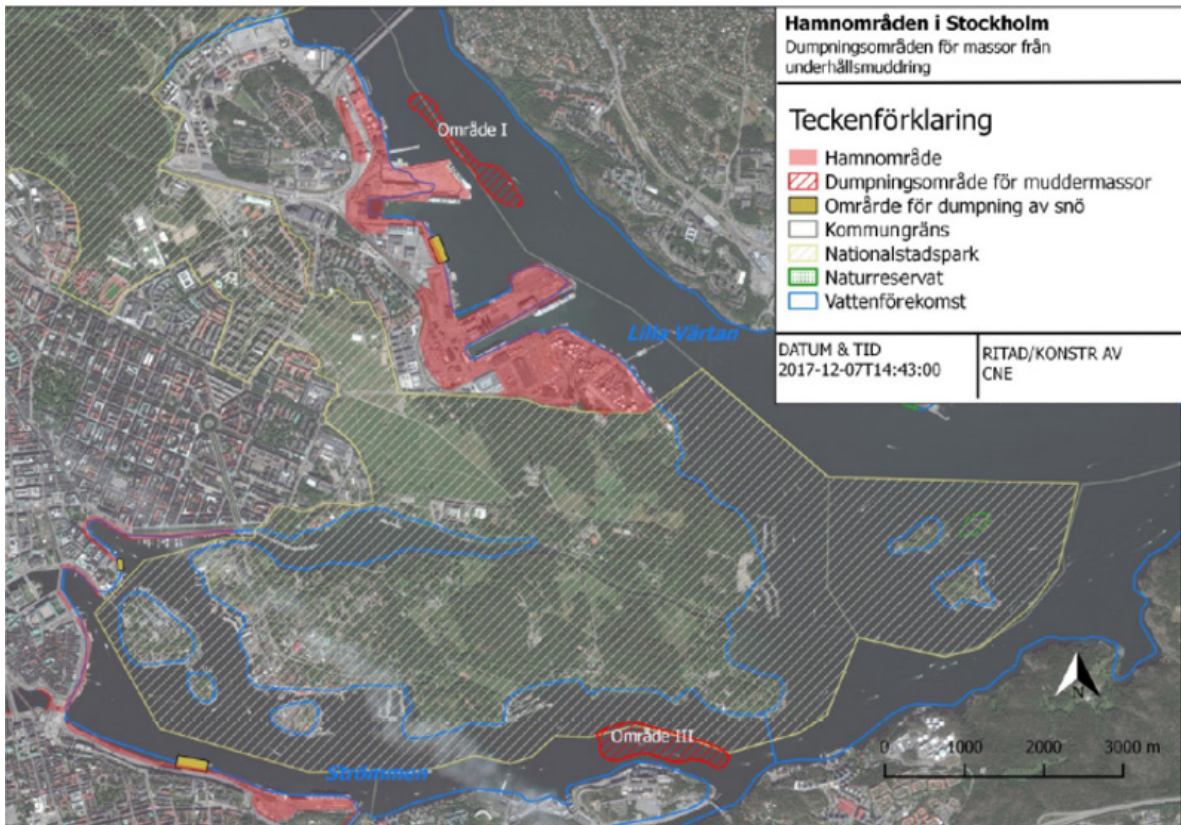 Hamnområden i Stockholm
Dumpningsområden för massor från
underhållsmuddring
Teckenförklaring
Hamnområde
Dumpningsområde för muddermassor
Områrde för dumpning av snö
Kommungräns
Nationalstadspark
Naturreservat
Vattenförekomst
DATUM & TID
2017-12-07T14:43:00
RITAD/KONSTR AV
CNE
Område I
Lilla Värtan
Område III
Strömmen
N
0 1000 2000 3000 m